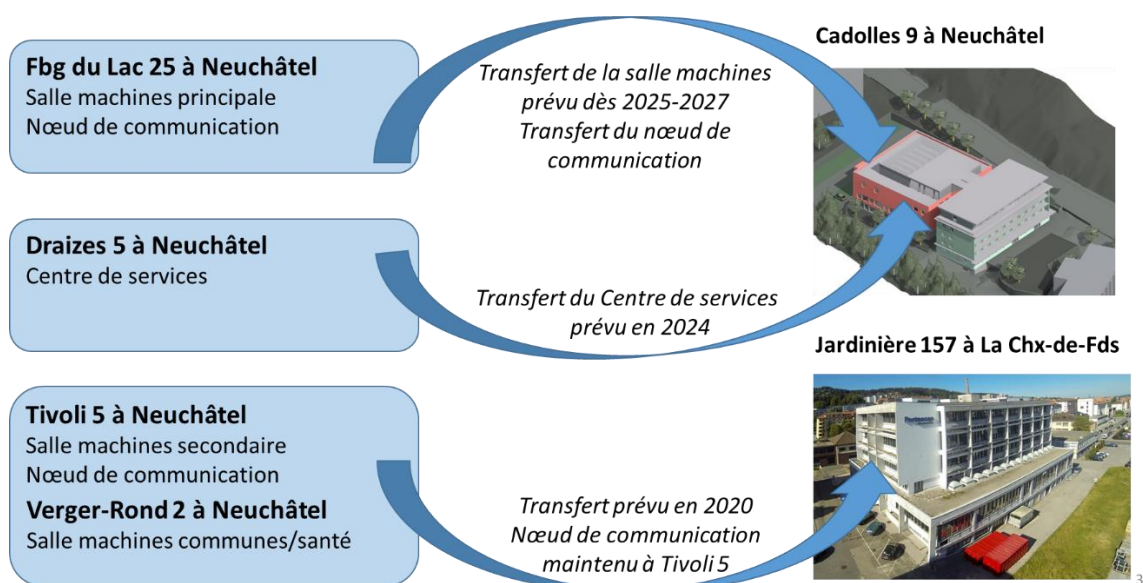 Fbg du Lac 25 à Neuchâtel
Salle machines principale
Nœud de communication
Transfert de la salle machines
prévu dès 2025-2027
Transfert du nœud de
communication
Cadolles 9 à Neuchâtel
Draizes 5 à Neuchâtel
Centre de services
Transfert du Centre de services
prévu en 2024
Jardinière 157 à La Chx-de-Fds
Tivoli 5 à Neuchâtel
Salle machines secondaire
Nœud de communication
Verger-Rond 2 à Neuchâtel
Salle machines communes/santé
Transfert prévu en 2020
Nœud de communication
maintenu à Tivoli 5
3